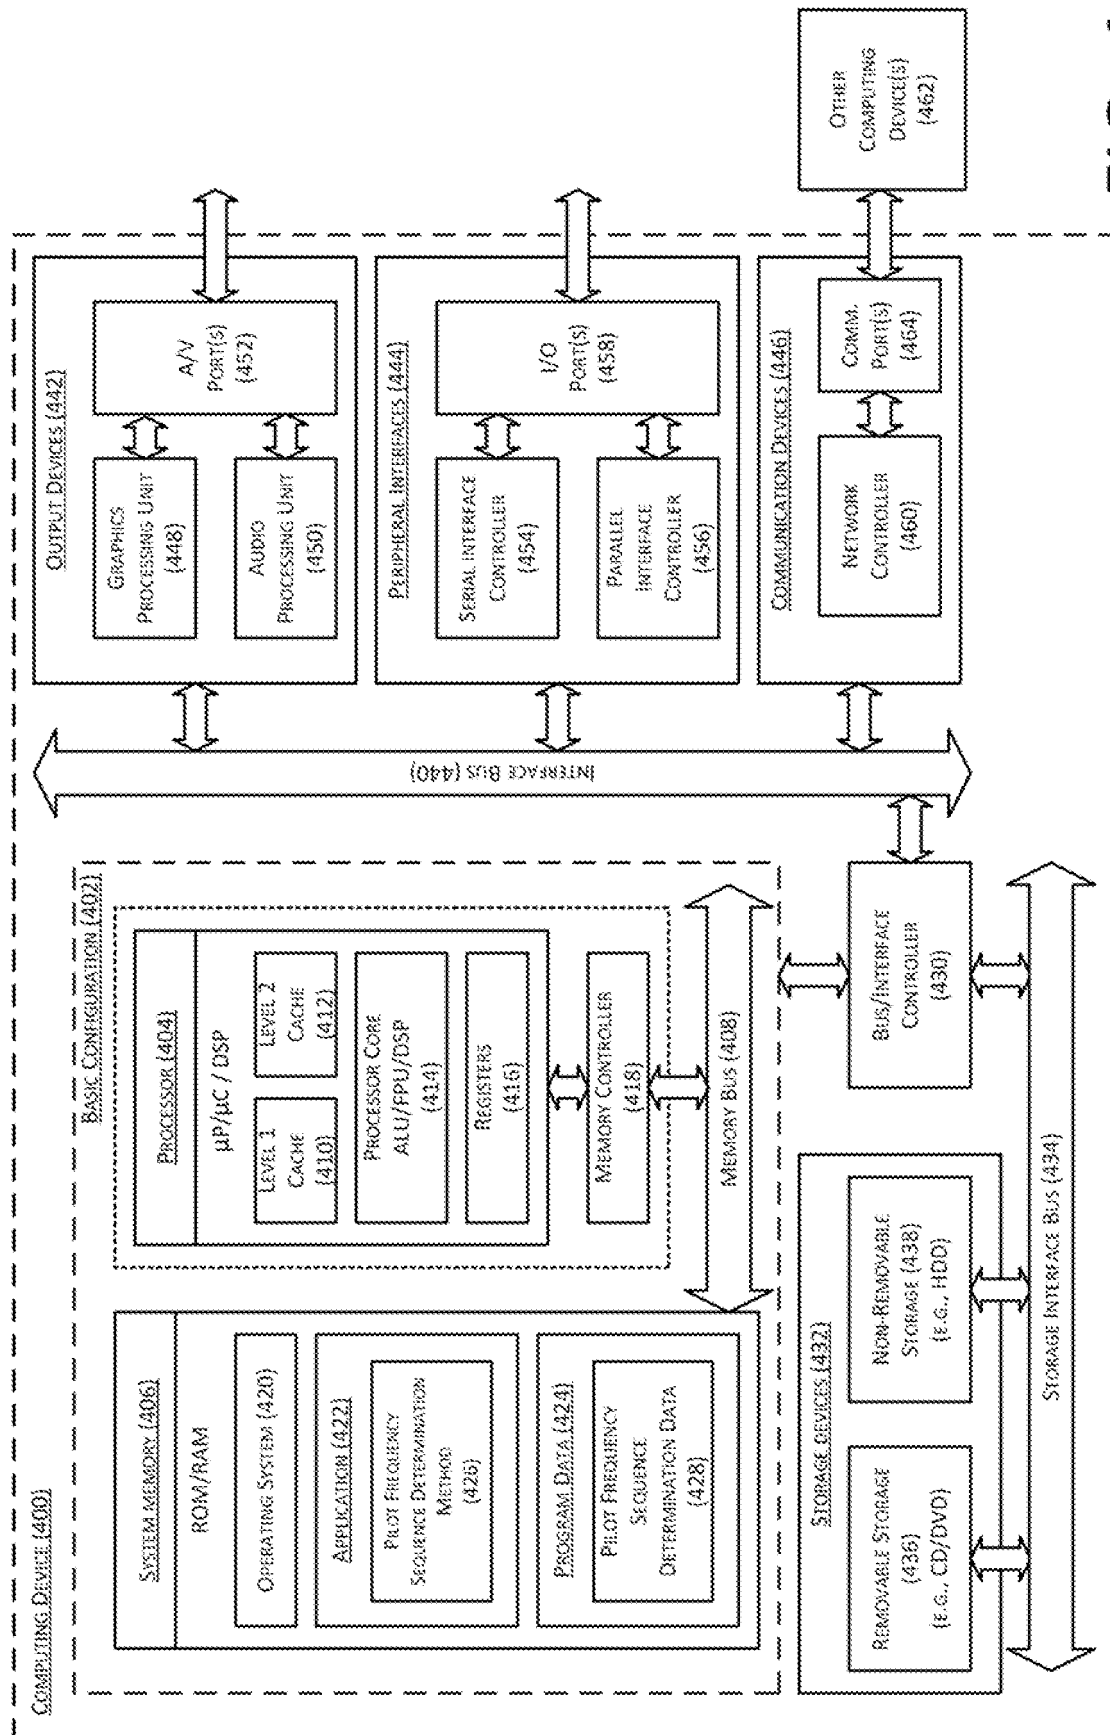 COMPUTING DEVICE (400)
BASIC CONFIGURATION (402)
SYSTEM MEMORY (406)
ROM/RAM
OPERATING SYSTEM (420)
APPLICATION (422)
PILOT FREQUENCY
SEQUENCE DETERMINATION
METHOD
(426)
PROGRAM DATA (424)
PILOT FREQUENCY
SEQUENCE
DETERMINATION DATA
(428)
PROCESSOR (404)
µP/µC / DSP
LEVEL 1
CACHE
(410)
LEVEL 2
CACHE
(412)
PROCESSOR CORE
ALU/FPU/DSP
(414)
REGISTERS
(416)
MEMORY CONTROLLER
(418)
MEMORY BUS (408)
STORAGE DEVICES (432)
REMOVABLE STORAGE
(436)
(E.G., CD/DVD)
NON-REMOVABLE
STORAGE (438)
(E.G., HDD)
BUS/INTERFACE
CONTROLLER
(430)
STORAGE INTERFACE BUS (434)
INTERFACE BUS (440)
OUTPUT DEVICES (442)
GRAPHICS
PROCESSING UNIT
(448)
AUDIO
PROCESSING UNIT
(450)
A/V
PORT(S)
(452)
PERIPHERAL INTERFACES (444)
SERIAL INTERFACE
CONTROLLER
(454)
PARALLEL
INTERFACE
CONTROLLER
(456)
I/O
PORT(S)
(458)
COMMUNICATION DEVICES (446)
NETWORK
CONTROLLER
(460)
COMM.
PORT(S)
(464)
OTHER
COMPUTING
DEVICE(S)
(462)